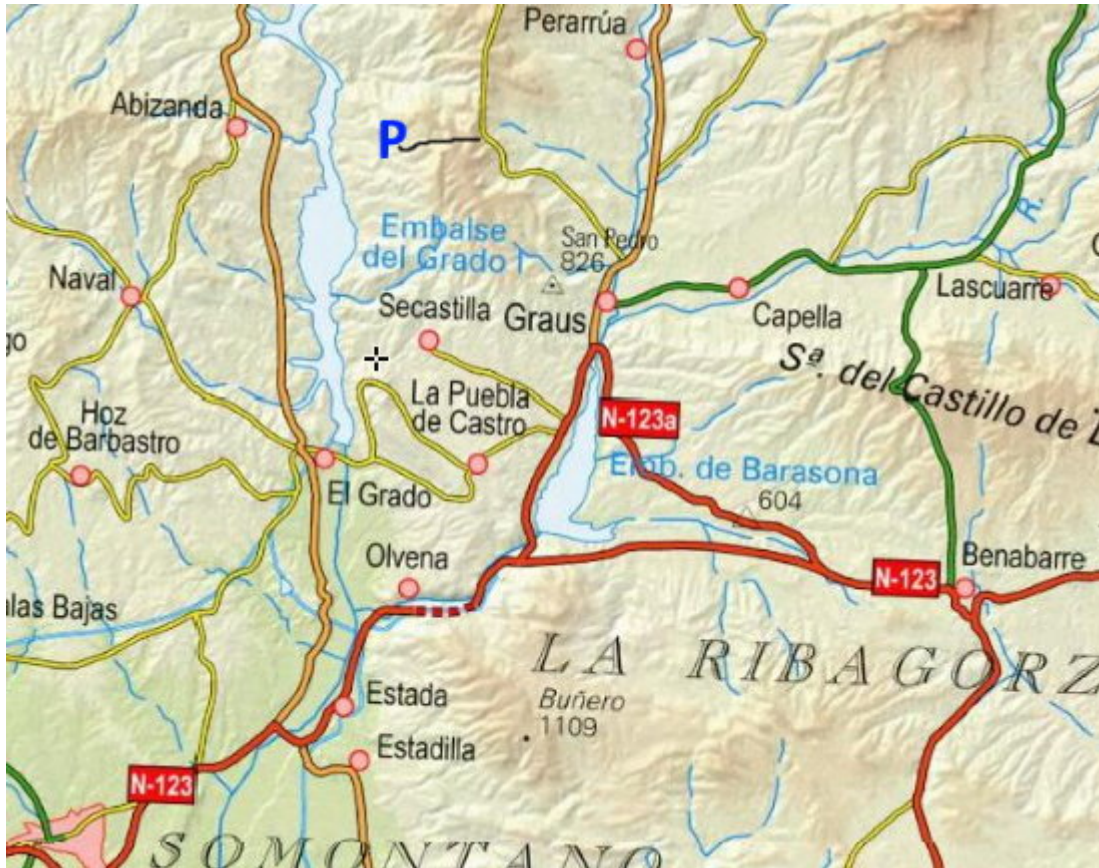 Perarrúa
Abizanda
P
Embalse
del Grado I
San Pedro
826
R.
Naval
Secastilla
Graus
Capella
Lascuarre
go
Sª. del Castillo de L
La Puebla
de Castro
Hoz
de Barbastro
N-123a
Emb. de Barasona
604
El Grado
Olvena
N-123
Benabarre
alas Bajas
LA RIBAGORZ
Estada
Buñero
1109
Estadilla
N-123
SOMONTANO